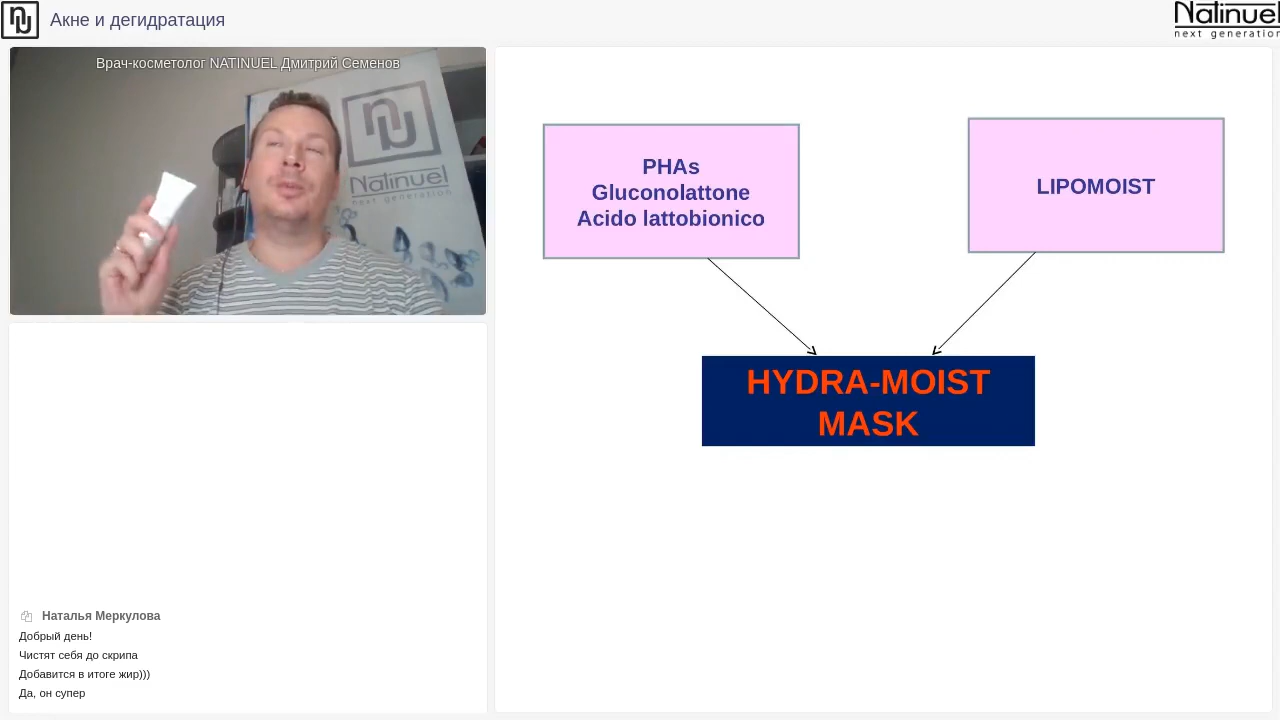 Акне и дегидратация
Natinuel
next generation
Врач-косметолог NATINUEL Дмитрий Семенов
Natinuel
next generation
PHAs
Gluconolattone
Acido lattobionico
LIPOMOIST
HYDRA-MOIST
MASK
Наталья Меркулова
Добрый день!
Чистят себя до скрипа
Добавится в итоге жир)))
Да, он супер